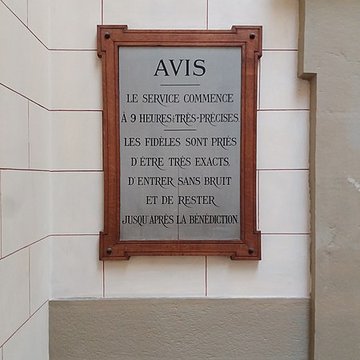 AVIS
LE SERVICE COMMENCE
À 9 HEURES TRÈS-PRÉCISES.
LES FIDÈLES SONT PRIÉS
D'ÊTRE TRÈS EXACTS,
D'ENTRER SANS BRUIT
ET DE RESTER
JUSQU'APRÈS LA BÉNÉDICTION.